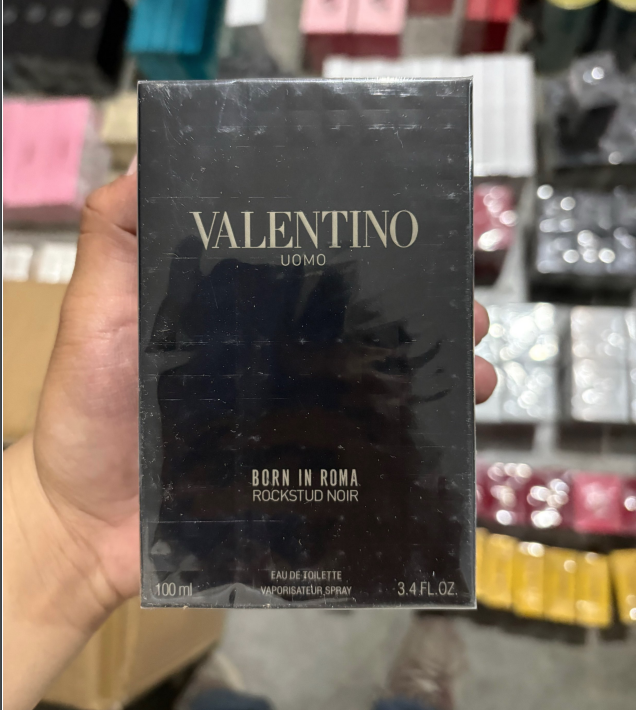 VALENTINO
UOMO
BORN IN ROMA
ROCKSTUD NOIR
EAU DE TOILETTE
100 ml VAPORISATEUR SPRAY 3.4 FL.OZ.